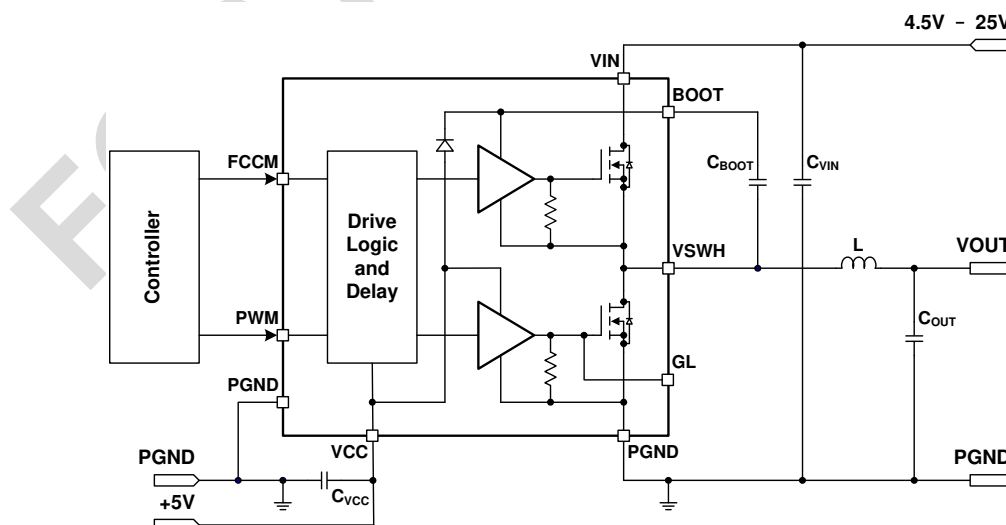 4.5V – 25V
VIN
BOOT
FCCM
CBOOT
CVIN
Controller
Drive
Logic
and
Delay
VSWH
L
VOUT
PWM
COUT
GL
PGND
VCC
PGND
PGND
PGND
CVCC
+5V